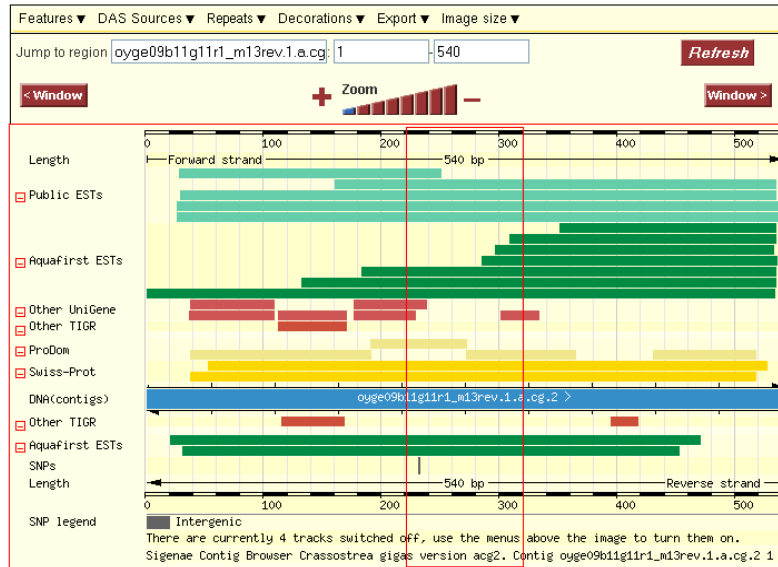 Features ▼ DAS Sources ▼ Repeats ▼ Decorations ▼ Export ▼ Image size ▼
Jump to region oyge09b11g11r1_m13rev.1.a.cg: 1 - 540 Refresh
< Window + Zoom − Window >
0 100 200 300 400 500
Length Forward strand 540 bp
Public ESTs
Aquafirst ESTs
Other UniGene
Other TIGR
ProDom
Swiss-Prot
DNA(contigs) oyge09b11g11r1_m13rev.1.a.cg.2 >
Other TIGR
Aquafirst ESTs
SNPs
Length 540 bp Reverse strand
0 100 200 300 400 500
SNP legend Intergenic
There are currently 4 tracks switched off, use the menus above the image to turn them on.
Sigenae Contig Browser Crassostrea gigas version acg2. Contig oyge09b11g11r1_m13rev.1.a.cg.2 1